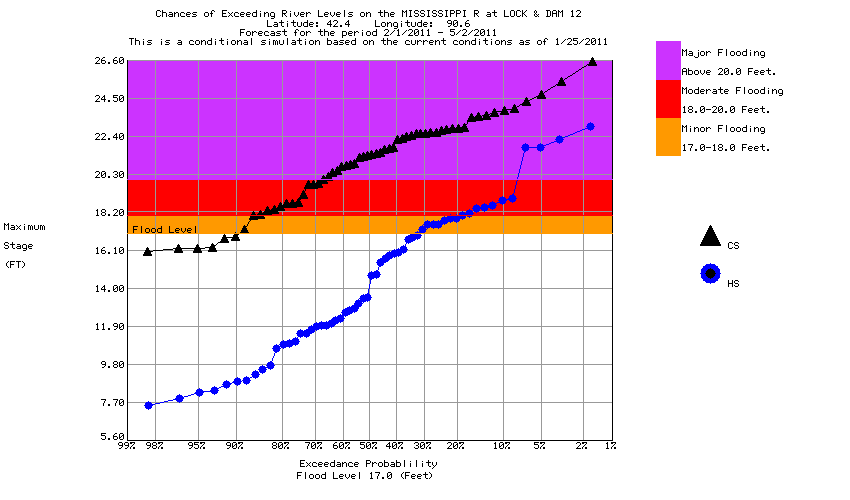 Chances of Exceeding River Levels on the MISSISSIPPI R at LOCK & DAM 12
Latitude: 42.4 Longitude: 90.6
Forecast for the period 2/1/2011 - 5/2/2011
This is a conditional simulation based on the current conditions as of 1/25/2011
26.60
24.50
22.40
20.30
18.20
16.10
14.00
11.90
9.80
7.70
5.60
Maximum
Stage
(FT)
Flood Level
Major Flooding
Above 20.0 Feet.
Moderate Flooding
18.0-20.0 Feet.
Minor Flooding
17.0-18.0 Feet.
CS
HS
99% 98% 95% 90% 80% 70% 60% 50% 40% 30% 20% 10% 5% 2% 1%
Exceedance Probability
Flood Level 17.0 (Feet)